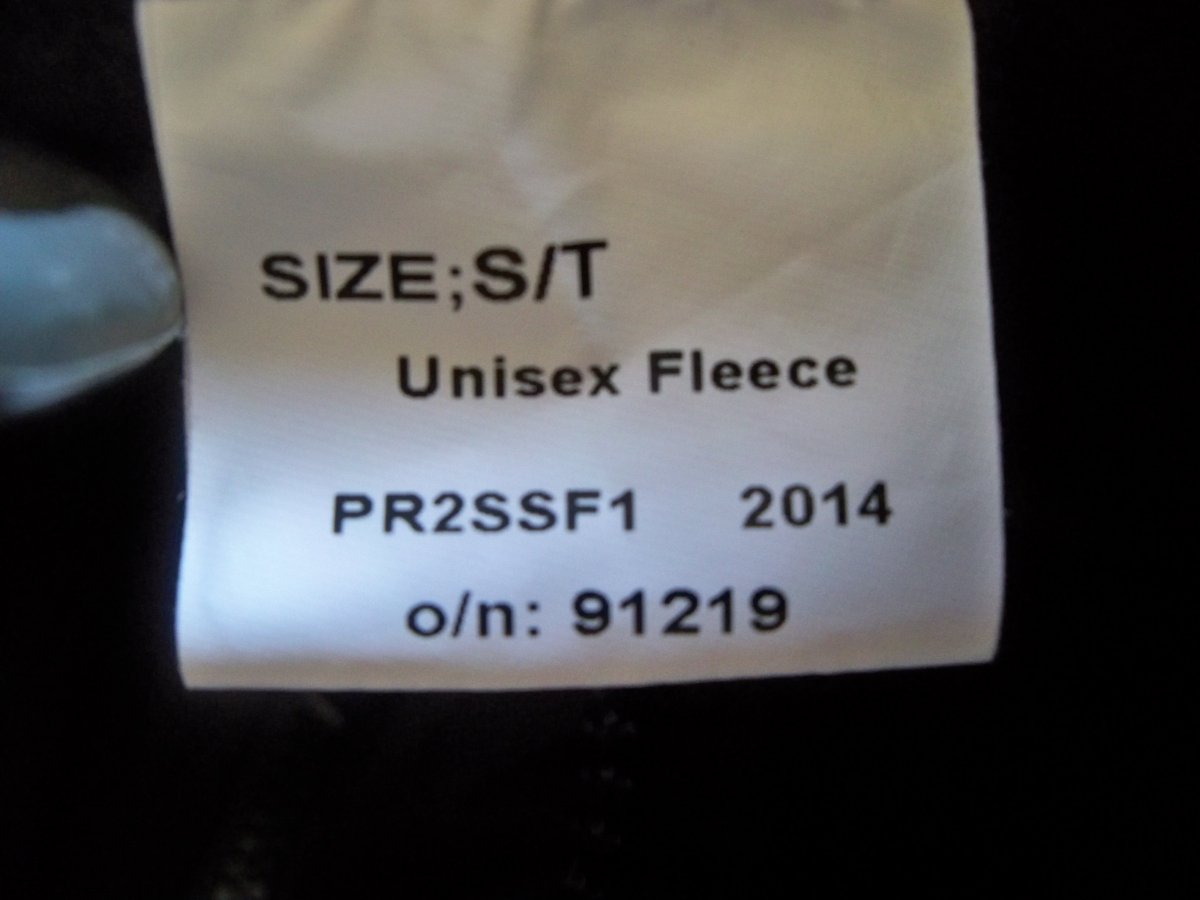 SIZE;S/T
Unisex Fleece
PR2SSF1 2014
o/n: 91219